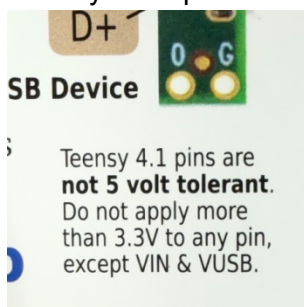 D+
O G
SB Device
Teensy 4.1 pins are
not 5 volt tolerant.
Do not apply more
than 3.3V to any pin,
except VIN & VUSB.